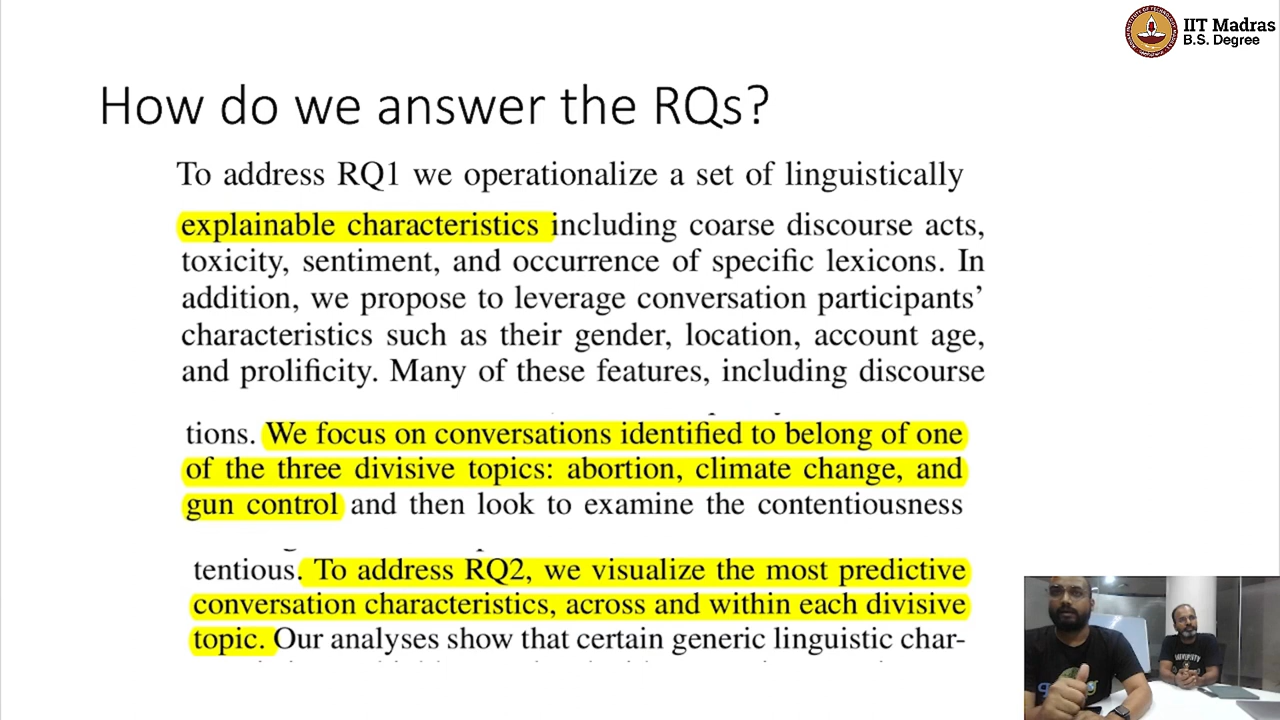 IIT Madras
B.S. Degree
How do we answer the RQs?
To address RQ1 we operationalize a set of linguistically
explainable characteristics including coarse discourse acts,
toxicity, sentiment, and occurrence of specific lexicons. In
addition, we propose to leverage conversation participants'
characteristics such as their gender, location, account age,
and prolificity. Many of these features, including discourse
tions. We focus on conversations identified to belong of one
of the three divisive topics: abortion, climate change, and
gun control and then look to examine the contentiousness
tentious. To address RQ2, we visualize the most predictive
conversation characteristics, across and within each divisive
topic. Our analyses show that certain generic linguistic char-